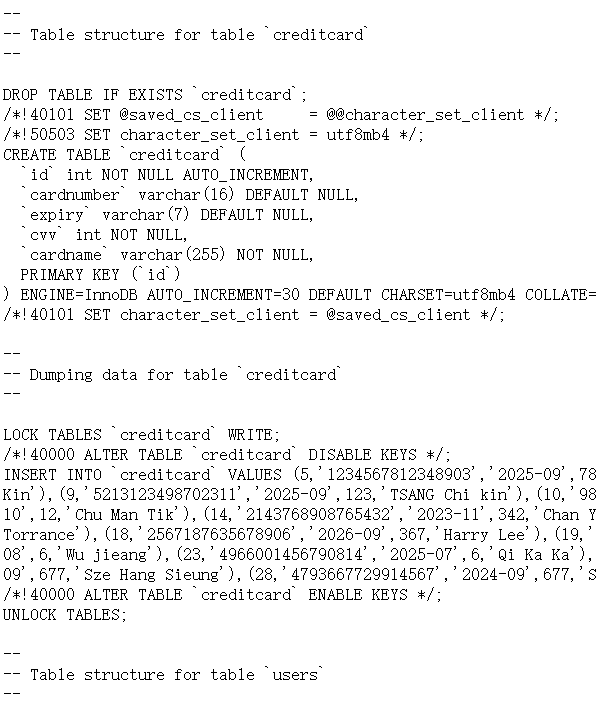 --
-- Table structure for table `creditcard`
--
DROP TABLE IF EXISTS `creditcard`;
/*!40101 SET @saved_cs_client     = @@character_set_client */;
/*!50503 SET character_set_client = utf8mb4 */;
CREATE TABLE `creditcard` (
  `id` int NOT NULL AUTO_INCREMENT,
  `cardnumber` varchar(16) DEFAULT NULL,
  `expiry` varchar(7) DEFAULT NULL,
  `cvv` int NOT NULL,
  `cardname` varchar(255) NOT NULL,
  PRIMARY KEY (`id`)
) ENGINE=InnoDB AUTO_INCREMENT=30 DEFAULT CHARSET=utf8mb4 COLLATE=
/*!40101 SET character_set_client = @saved_cs_client */;
--
-- Dumping data for table `creditcard`
--
LOCK TABLES `creditcard` WRITE;
/*!40000 ALTER TABLE `creditcard` DISABLE KEYS */;
INSERT INTO `creditcard` VALUES (5,'1234567812348903','2025-09',78
Kin'),(9,'5213123498702311','2025-09',123,'TSANG Chi kin'),(10,'98
10',12,'Chu Man Tik'),(14,'2143768908765432','2023-11',342,'Chan Y
Torrance'),(18,'2567187635678906','2026-09',367,'Harry Lee'),(19,'
08',6,'Wu jieang'),(23,'4966001456790814','2025-07',6,'Qi Ka Ka'),
09',677,'Sze Hang Sieung'),(28,'4793667729914567','2024-09',677,'S
/*!40000 ALTER TABLE `creditcard` ENABLE KEYS */;
UNLOCK TABLES;
--
-- Table structure for table `users`
--